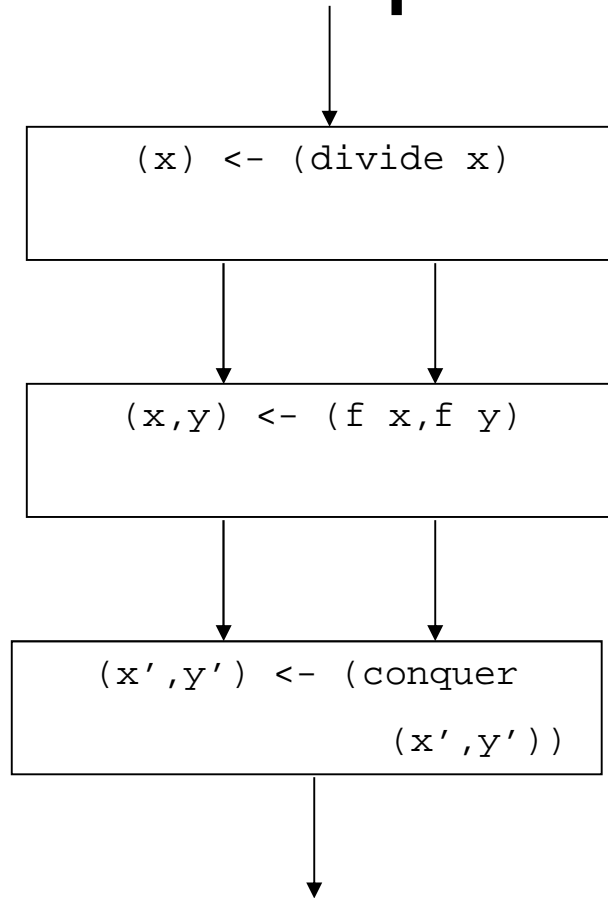 (x) <- (divide x)
(x,y) <- (f x,f y)
(x′,y′) <- (conquer
(x′,y′))